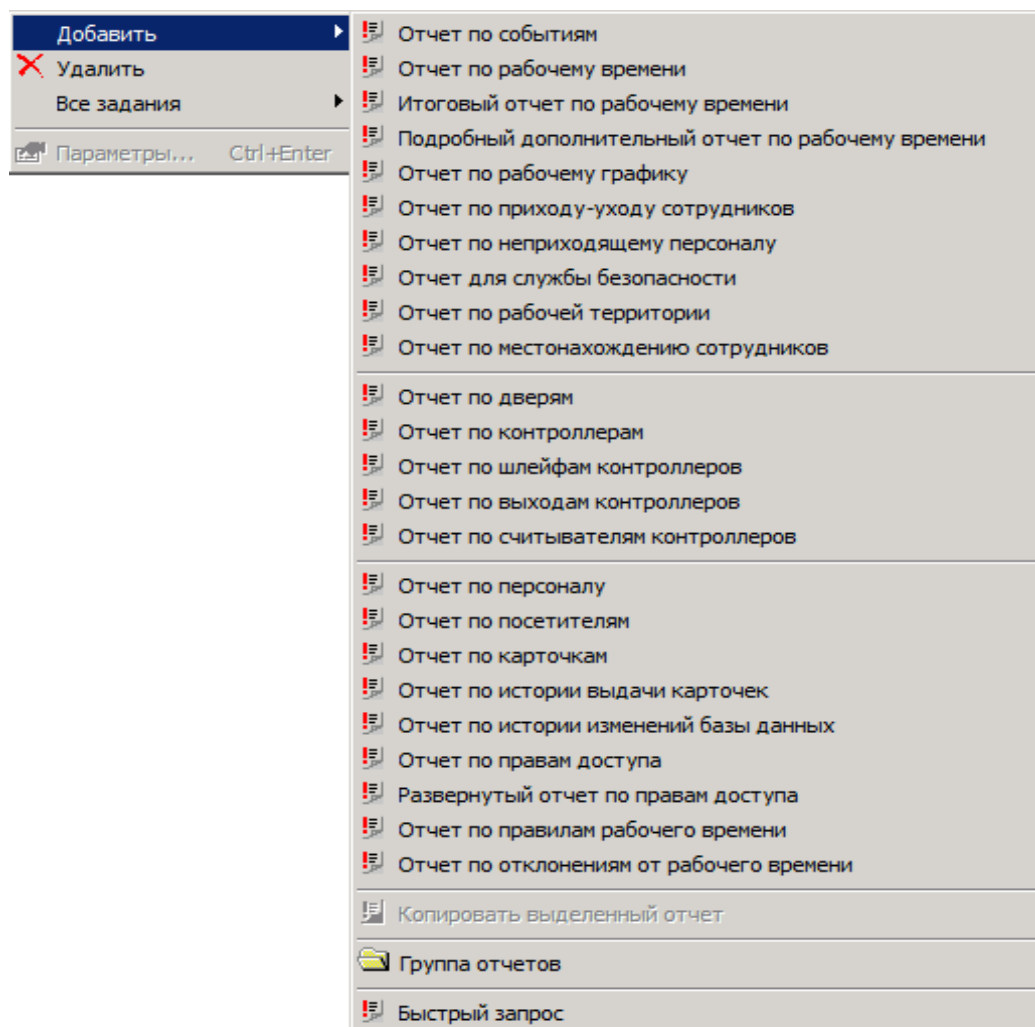 Добавить
Удалить
Все задания
Параметры... Ctrl+Enter
Отчет по событиям
Отчет по рабочему времени
Итоговый отчет по рабочему времени
Подробный дополнительный отчет по рабочему времени
Отчет по рабочему графику
Отчет по приходу-уходу сотрудников
Отчет по неприходящему персоналу
Отчет для службы безопасности
Отчет по рабочей территории
Отчет по местонахождению сотрудников
Отчет по дверям
Отчет по контроллерам
Отчет по шлейфам контроллеров
Отчет по выходам контроллеров
Отчет по считывателям контроллеров
Отчет по персоналу
Отчет по посетителям
Отчет по карточкам
Отчет по истории выдачи карточек
Отчет по истории изменений базы данных
Отчет по правам доступа
Развернутый отчет по правам доступа
Отчет по правилам рабочего времени
Отчет по отклонениям от рабочего времени
Копировать выделенный отчет
Группа отчетов
Быстрый запрос